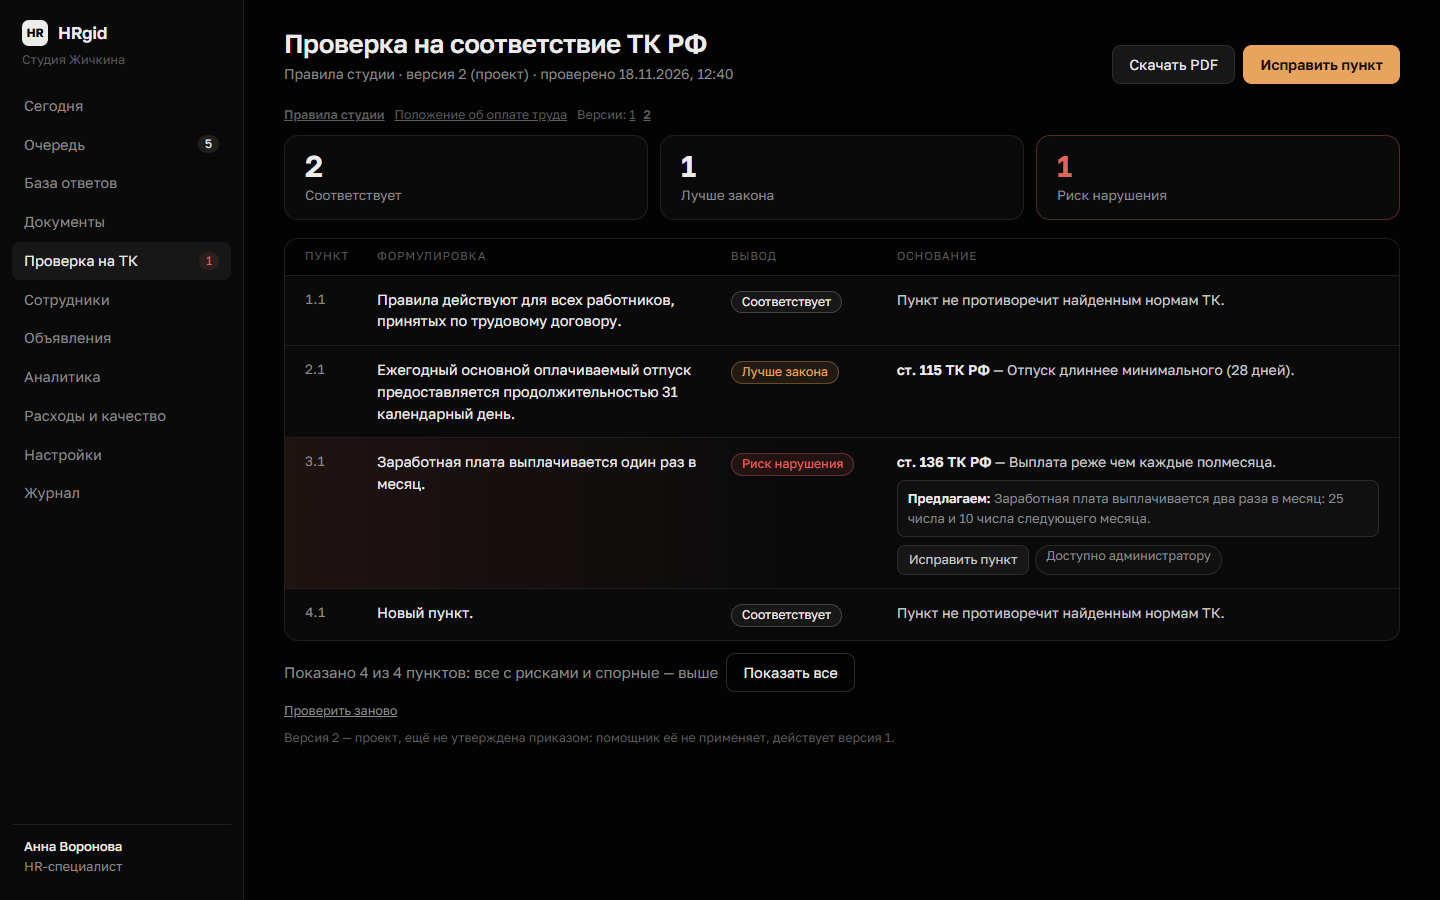 HR HRgid
Студия Жичкина
Сегодня
Очередь 5
База ответов
Документы
Проверка на ТК 1
Сотрудники
Объявления
Аналитика
Расходы и качество
Настройки
Журнал
Анна Воронова
HR-специалист
Проверка на соответствие ТК РФ
Правила студии · версия 2 (проект) · проверено 18.11.2026, 12:40
Скачать PDF
Исправить пункт
Правила студии Положение об оплате труда Версии: 1 2
2
Соответствует
1
Лучше закона
1
Риск нарушения
ПУНКТ ФОРМУЛИРОВКА ВЫВОД ОСНОВАНИЕ
1.1
Правила действуют для всех работников,
принятых по трудовому договору.
Соответствует
Пункт не противоречит найденным нормам ТК.
2.1
Ежегодный основной оплачиваемый отпуск
предоставляется продолжительностью 31
календарный день.
Лучше закона
ст. 115 ТК РФ — Отпуск длиннее минимального (28 дней).
3.1
Заработная плата выплачивается один раз в
месяц.
Риск нарушения
ст. 136 ТК РФ — Выплата реже чем каждые полмесяца.
Предлагаем: Заработная плата выплачивается два раза в месяц: 25
числа и 10 числа следующего месяца.
Исправить пункт
Доступно администратору
4.1
Новый пункт.
Соответствует
Пункт не противоречит найденным нормам ТК.
Показано 4 из 4 пунктов: все с рисками и спорные — выше
Показать все
Проверить заново
Версия 2 — проект, ещё не утверждена приказом: помощник её не применяет, действует версия 1.